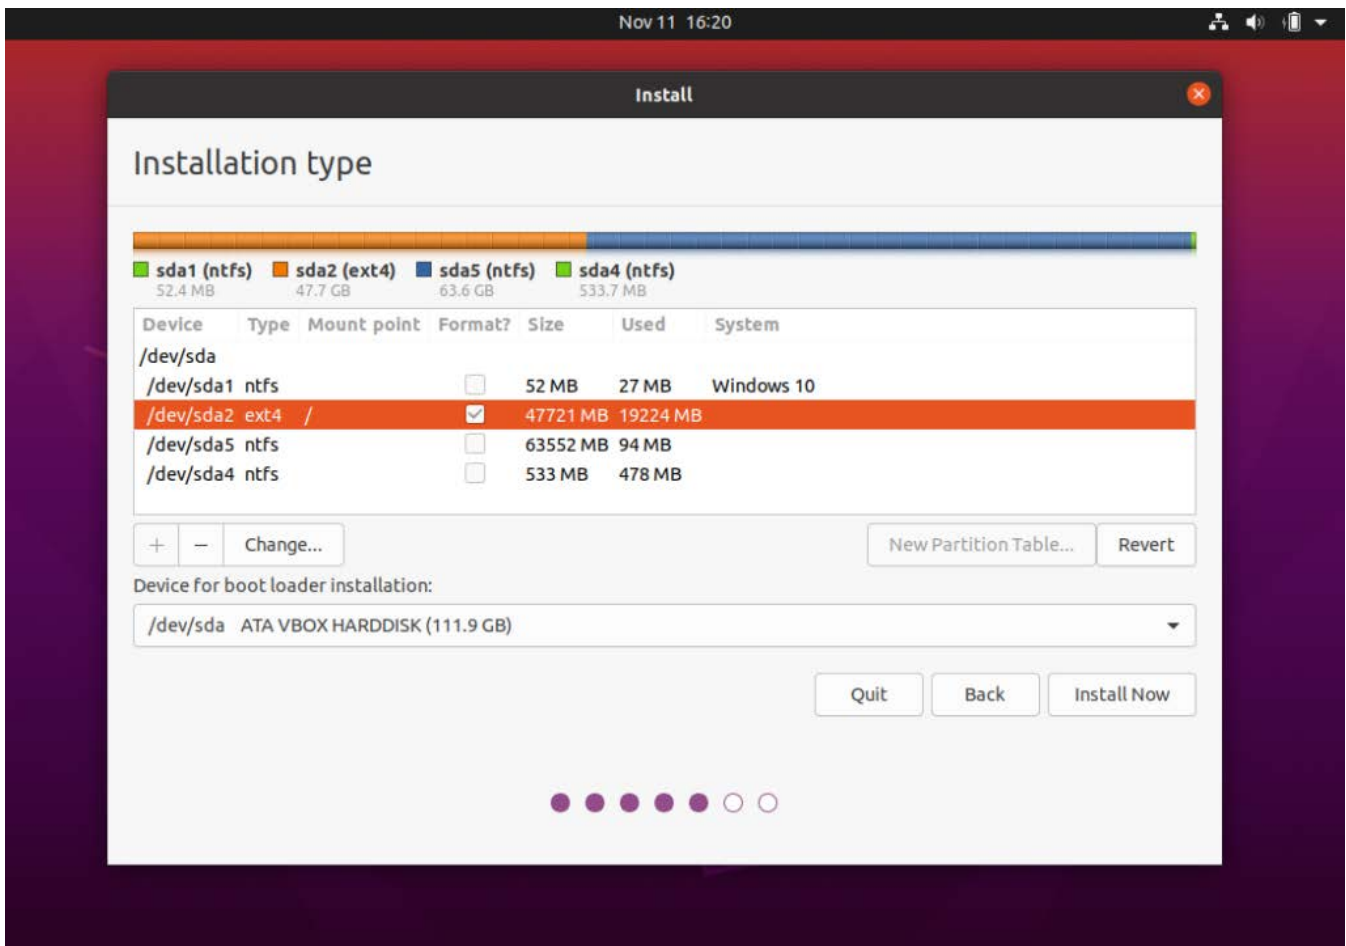 Nov 11 16:20
Install
Installation type
sda1 (ntfs) sda2 (ext4) sda5 (ntfs) sda4 (ntfs)
52.4 MB 47.7 GB 63.6 GB 533.7 MB
Device Type Mount point Format? Size Used System
/dev/sda
/dev/sda1 ntfs 52 MB 27 MB Windows 10
/dev/sda2 ext4 / 47721 MB 19224 MB
/dev/sda5 ntfs 63552 MB 94 MB
/dev/sda4 ntfs 533 MB 478 MB
+ − Change... New Partition Table... Revert
Device for boot loader installation:
/dev/sda ATA VBOX HARDDISK (111.9 GB)
Quit Back Install Now